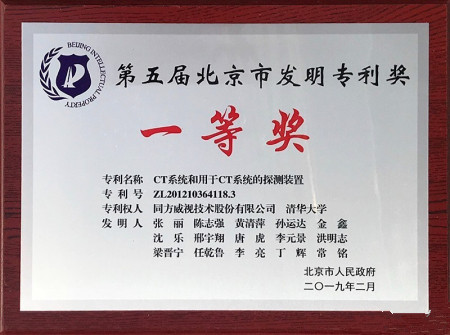 BEIJING INTELLECTUAL PROPERTY
第五届北京市发明专利奖
一等奖
专利名称 CT系统和用于CT系统的探测装置
专利号 ZL201210364118.3
专利权人 同方威视技术股份有限公司 清华大学
发明人 张丽 陈志强 黄清萍 孙运达 金鑫
沈乐 邢宇翔 唐虎 李元景 洪明志
梁晋宁 任乾鲁 李亮 丁辉 常铭
北京市人民政府
二〇一九年二月